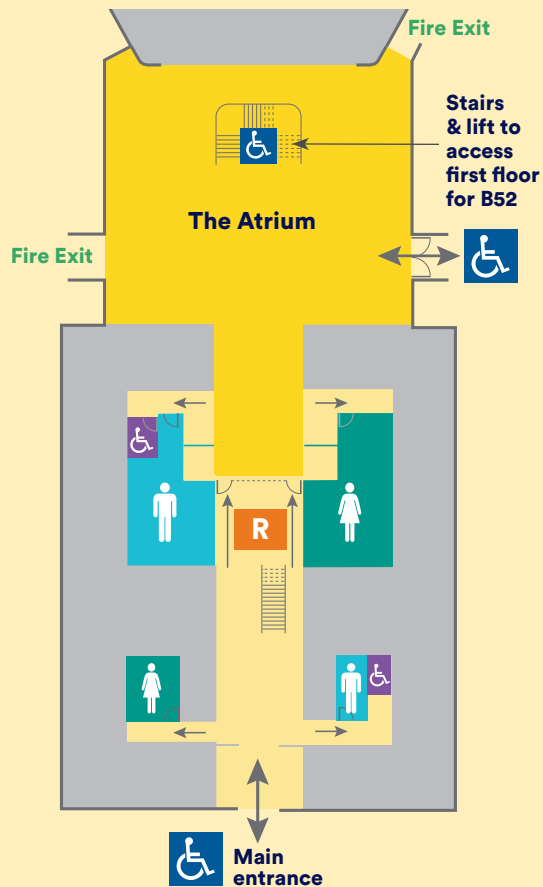 Fire Exit
Stairs
& lift to
access
first floor
for B52
The Atrium
Fire Exit
R
Main
entrance